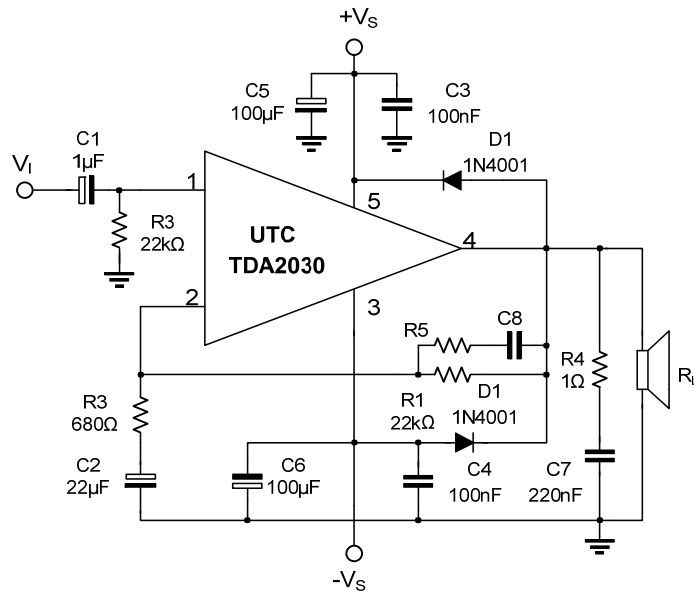 +VS
C5
100µF
C3
100nF
D1
1N4001
C1
1µF
VI
1
5
R3
22kΩ
UTC
TDA2030
4
2
3
R5
C8
R4
1Ω
RL
R3
680Ω
R1
22kΩ
D1
1N4001
C2
22µF
C6
100µF
C4
100nF
C7
220nF
-VS